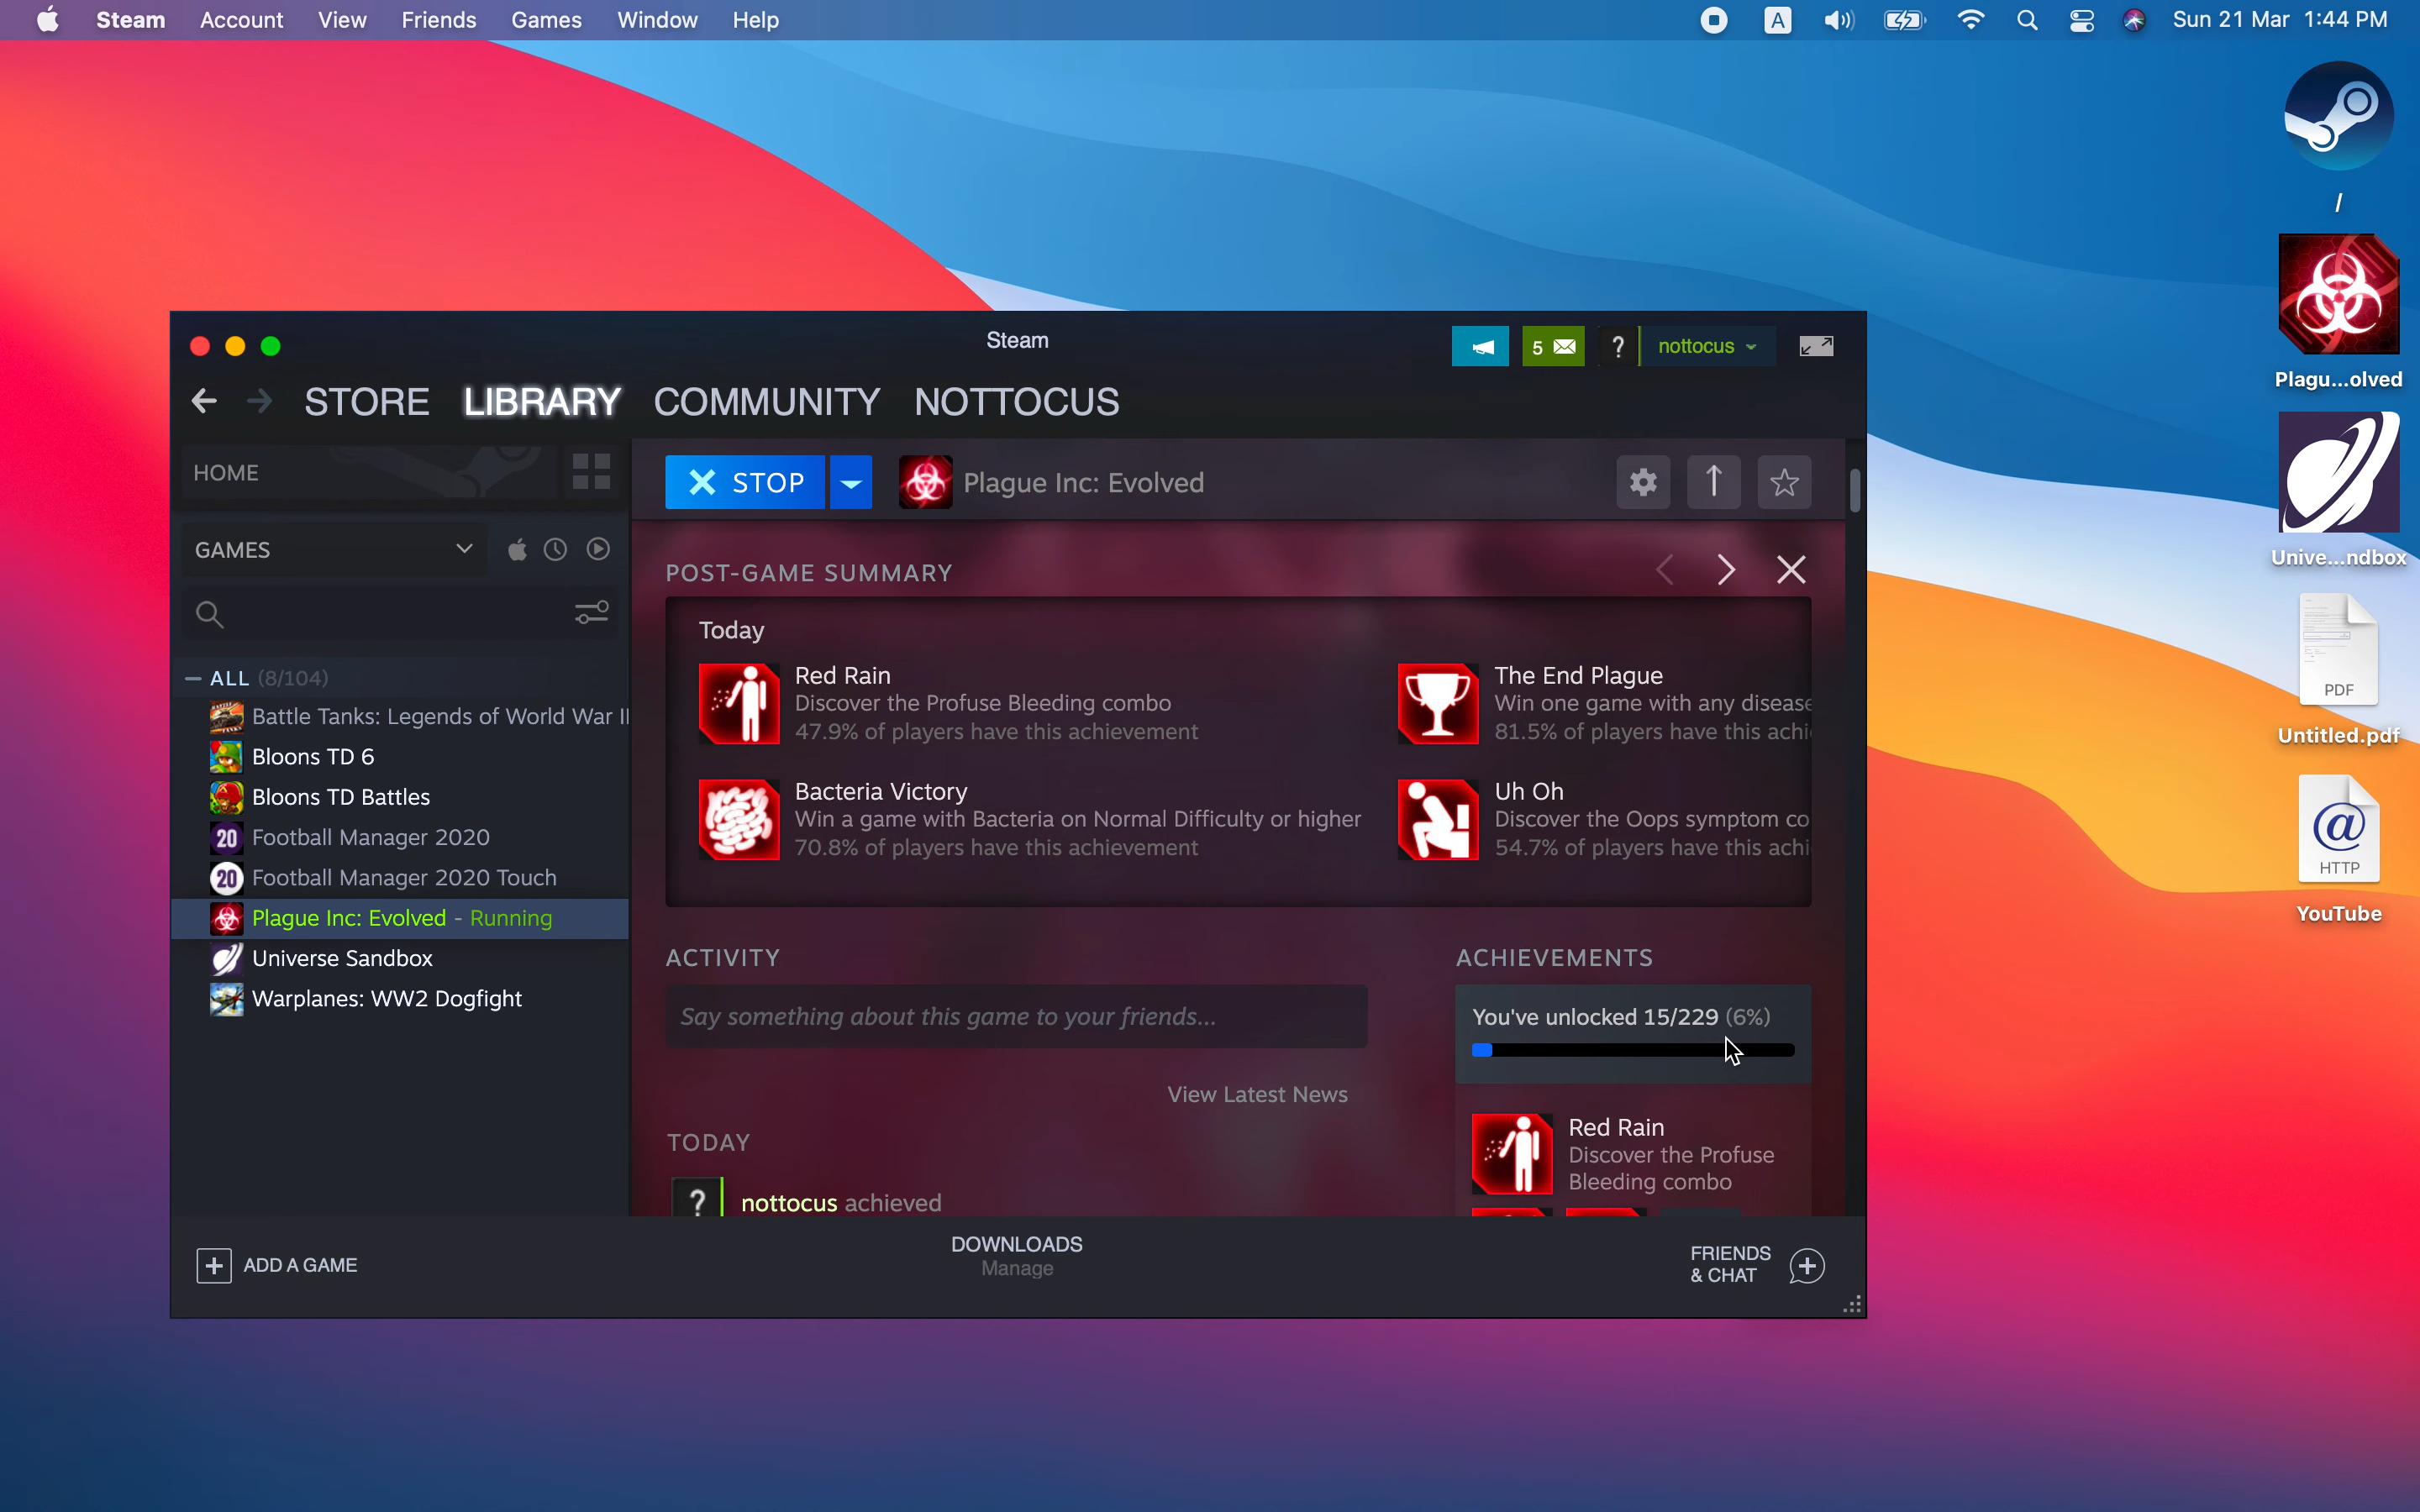 Steam Account View Friends Games Window Help
A
Sun 21 Mar 1:44 PM
/
Plagu...olved
Unive...ndbox
PDF
Untitled.pdf
@
HTTP
YouTube
Steam
5
?
nottocus
STORE LIBRARY COMMUNITY NOTTOCUS
HOME
GAMES
— ALL (8/104)
Battle Tanks: Legends of World War II
Bloons TD 6
Bloons TD Battles
20 Football Manager 2020
20 Football Manager 2020 Touch
Plague Inc: Evolved - Running
Universe Sandbox
Warplanes: WW2 Dogfight
STOP
Plague Inc: Evolved
POST-GAME SUMMARY
Today
Red Rain
Discover the Profuse Bleeding combo
47.9% of players have this achievement
The End Plague
Win one game with any disease
81.5% of players have this achi
Bacteria Victory
Win a game with Bacteria on Normal Difficulty or higher
70.8% of players have this achievement
Uh Oh
Discover the Oops symptom co
54.7% of players have this achi
ACTIVITY
Say something about this game to your friends...
View Latest News
TODAY
?
nottocus achieved
ACHIEVEMENTS
You've unlocked 15/229 (6%)
Red Rain
Discover the Profuse
Bleeding combo
ADD A GAME
DOWNLOADS
Manage
FRIENDS
& CHAT